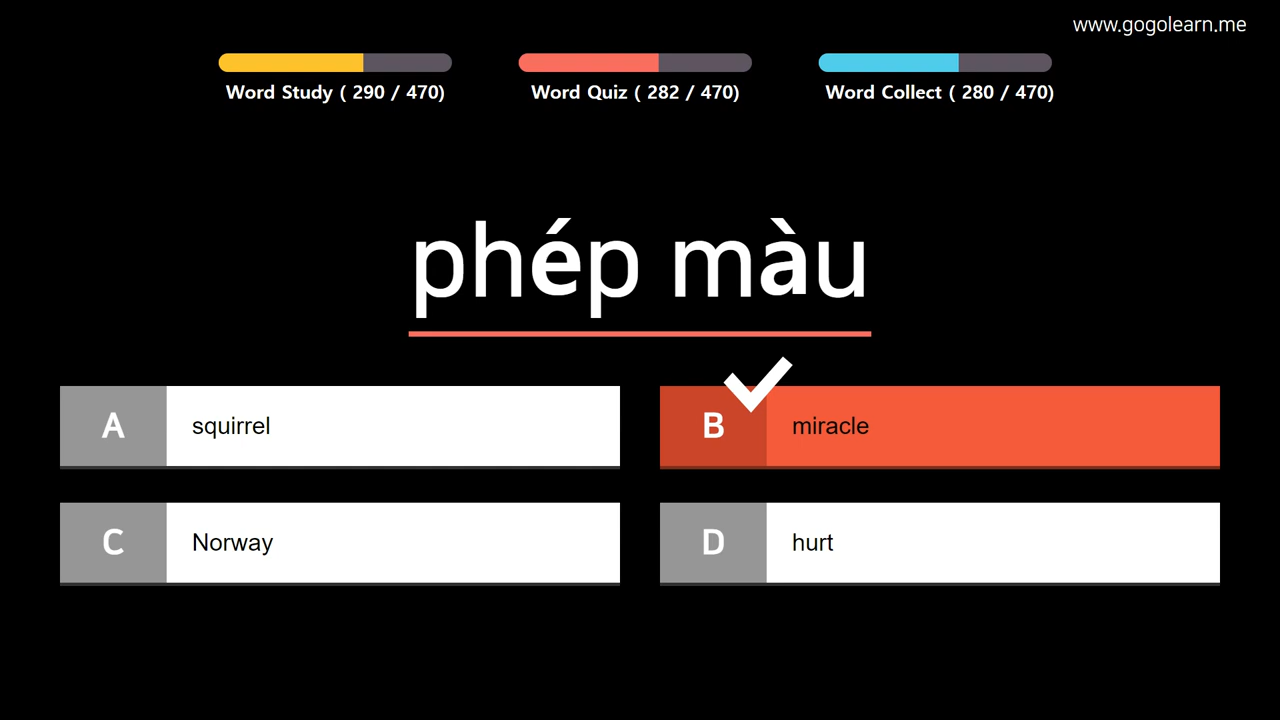 www.gogolearn.me
Word Study ( 290 / 470)
Word Quiz ( 282 / 470)
Word Collect ( 280 / 470)
phép màu
A squirrel
B miracle
C Norway
D hurt